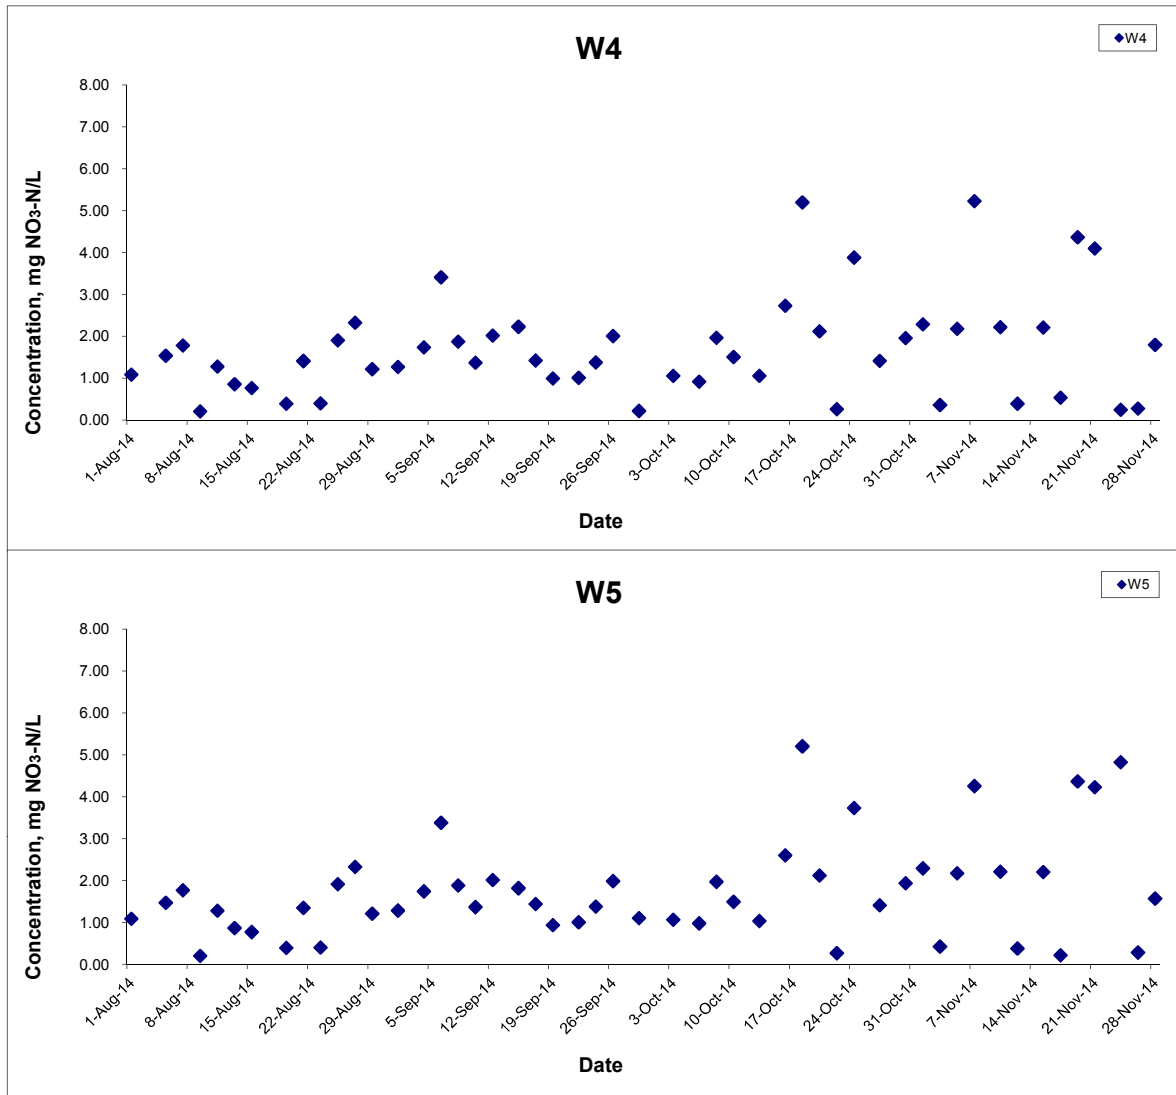 W4
W4
8.00
7.00
6.00
5.00
4.00
3.00
2.00
1.00
0.00
Concentration, mg NO3-N/L
1-Aug-14
8-Aug-14
15-Aug-14
22-Aug-14
29-Aug-14
5-Sep-14
12-Sep-14
19-Sep-14
26-Sep-14
3-Oct-14
10-Oct-14
17-Oct-14
24-Oct-14
31-Oct-14
7-Nov-14
14-Nov-14
21-Nov-14
28-Nov-14
Date
W5
W5
8.00
7.00
6.00
5.00
4.00
3.00
2.00
1.00
0.00
Concentration, mg NO3-N/L
1-Aug-14
8-Aug-14
15-Aug-14
22-Aug-14
29-Aug-14
5-Sep-14
12-Sep-14
19-Sep-14
26-Sep-14
3-Oct-14
10-Oct-14
17-Oct-14
24-Oct-14
31-Oct-14
7-Nov-14
14-Nov-14
21-Nov-14
28-Nov-14
Date